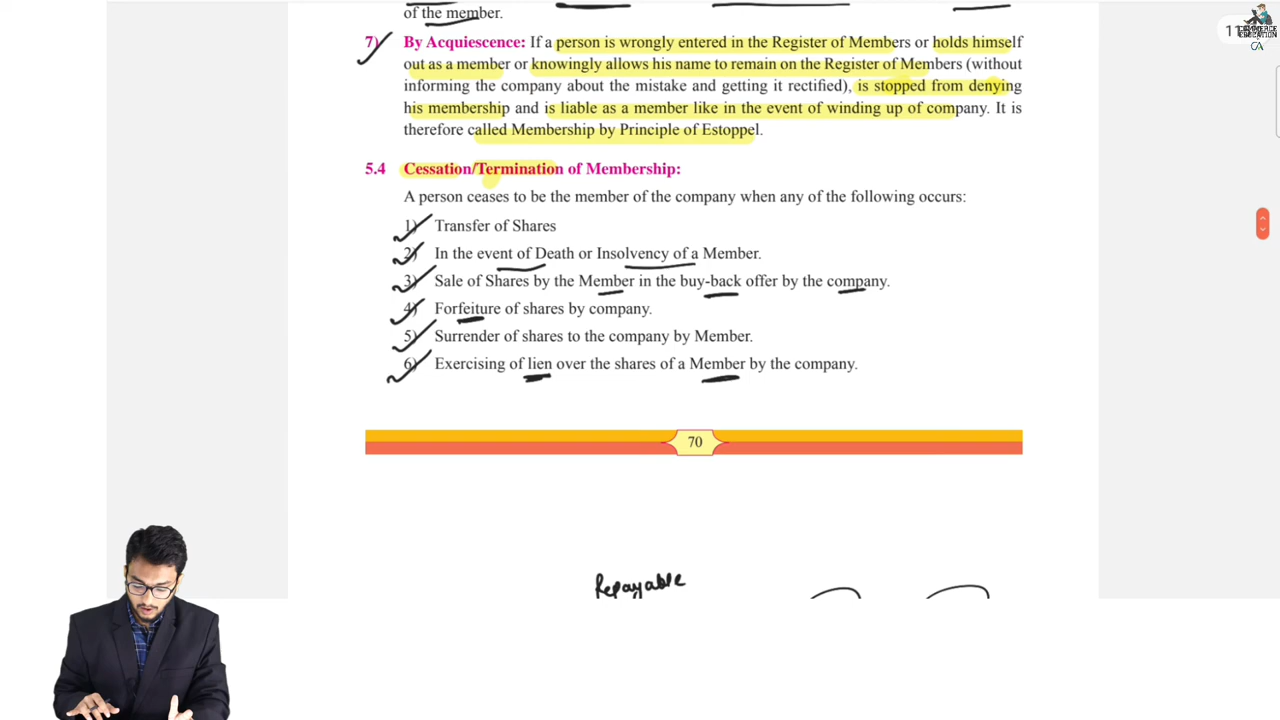 of the member.
7) By Acquiescence: If a person is wrongly entered in the Register of Members or holds himself
out as a member or knowingly allows his name to remain on the Register of Members (without
informing the company about the mistake and getting it rectified), is stopped from denying
his membership and is liable as a member like in the event of winding up of company. It is
therefore called Membership by Principle of Estoppel.
5.4 Cessation/Termination of Membership:
A person ceases to be the member of the company when any of the following occurs:
1) Transfer of Shares
2) In the event of Death or Insolvency of a Member.
3) Sale of Shares by the Member in the buy-back offer by the company.
4) Forfeiture of shares by company.
5) Surrender of shares to the company by Member.
6) Exercising of lien over the shares of a Member by the company.
70
Repayable
COMMERCE
EDUCATION
CA